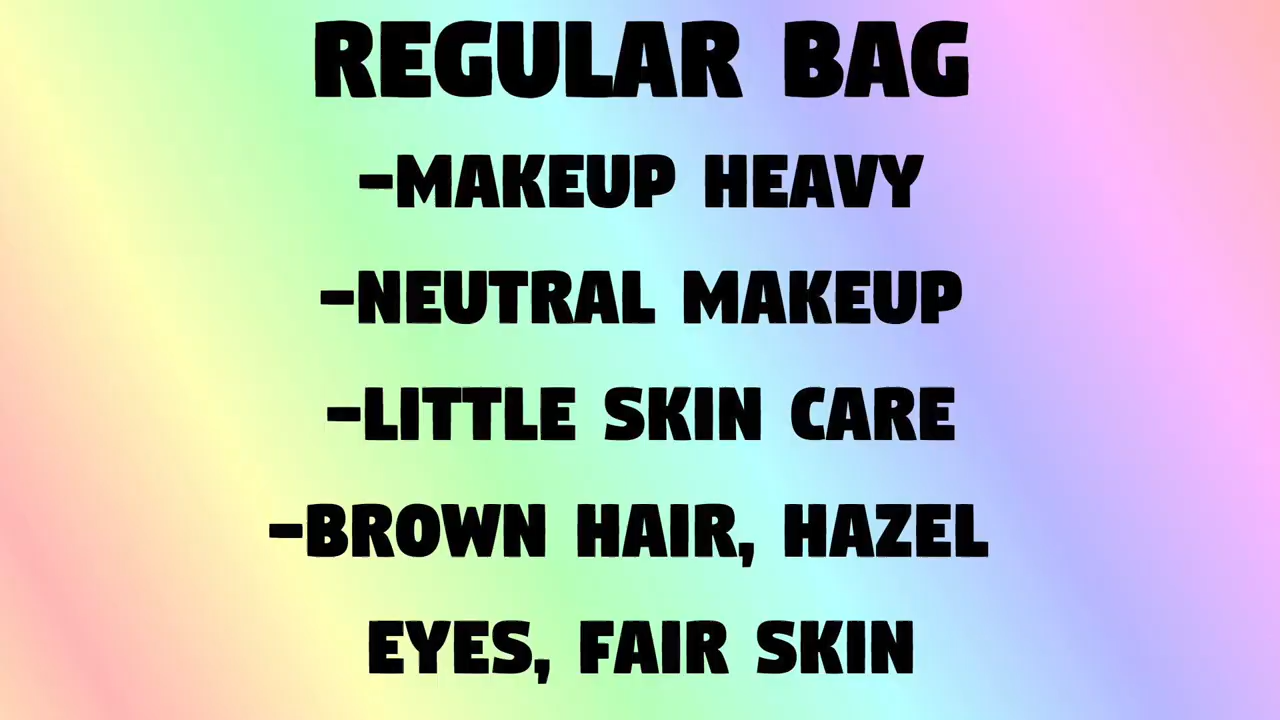 REGULAR BAG
-MAKEUP HEAVY
-NEUTRAL MAKEUP
-LITTLE SKIN CARE
-BROWN HAIR, HAZEL
EYES, FAIR SKIN